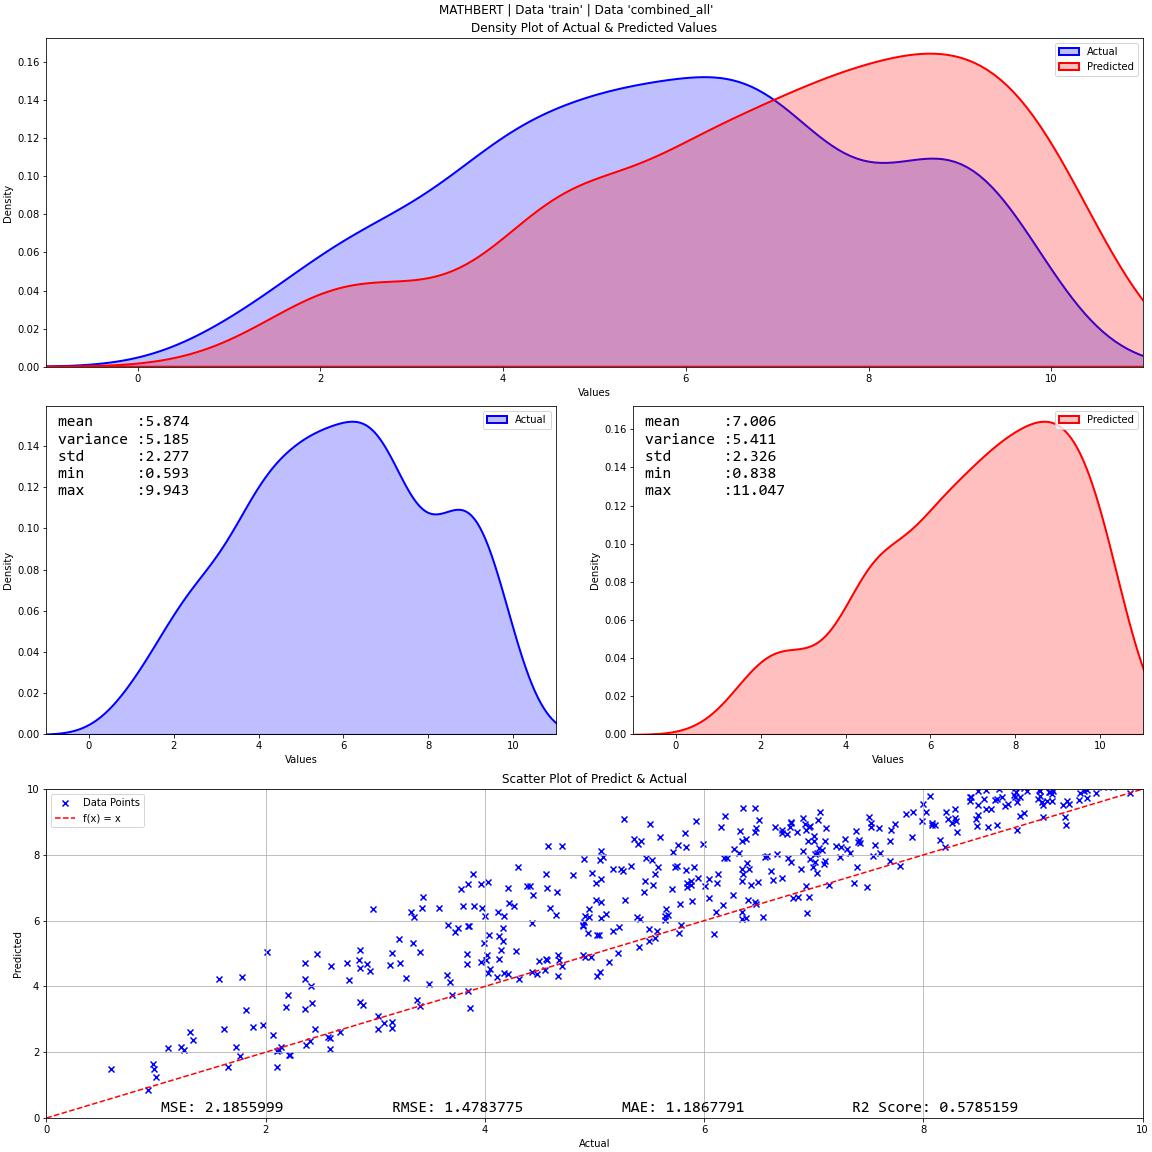 MATHBERT | Data 'train' | Data 'combined_all'
Density Plot of Actual & Predicted Values
Actual
Predicted
Density
0.16
0.14
0.12
0.10
0.08
0.06
0.04
0.02
0.00
0 2 4 6 8 10
Values
mean :5.874
variance :5.185
std :2.277
min :0.593
max :9.943
Actual
Density
0.14
0.12
0.10
0.08
0.06
0.04
0.02
0.00
0 2 4 6 8 10
Values
mean :7.006
variance :5.411
std :2.326
min :0.838
max :11.047
Predicted
Density
0.16
0.14
0.12
0.10
0.08
0.06
0.04
0.02
0.00
0 2 4 6 8 10
Values
Scatter Plot of Predict & Actual
Data Points
f(x) = x
Predicted
10
8
6
4
2
0
MSE: 2.1855999 RMSE: 1.4783775 MAE: 1.1867791 R2 Score: 0.5785159
0 2 4 6 8 10
Actual